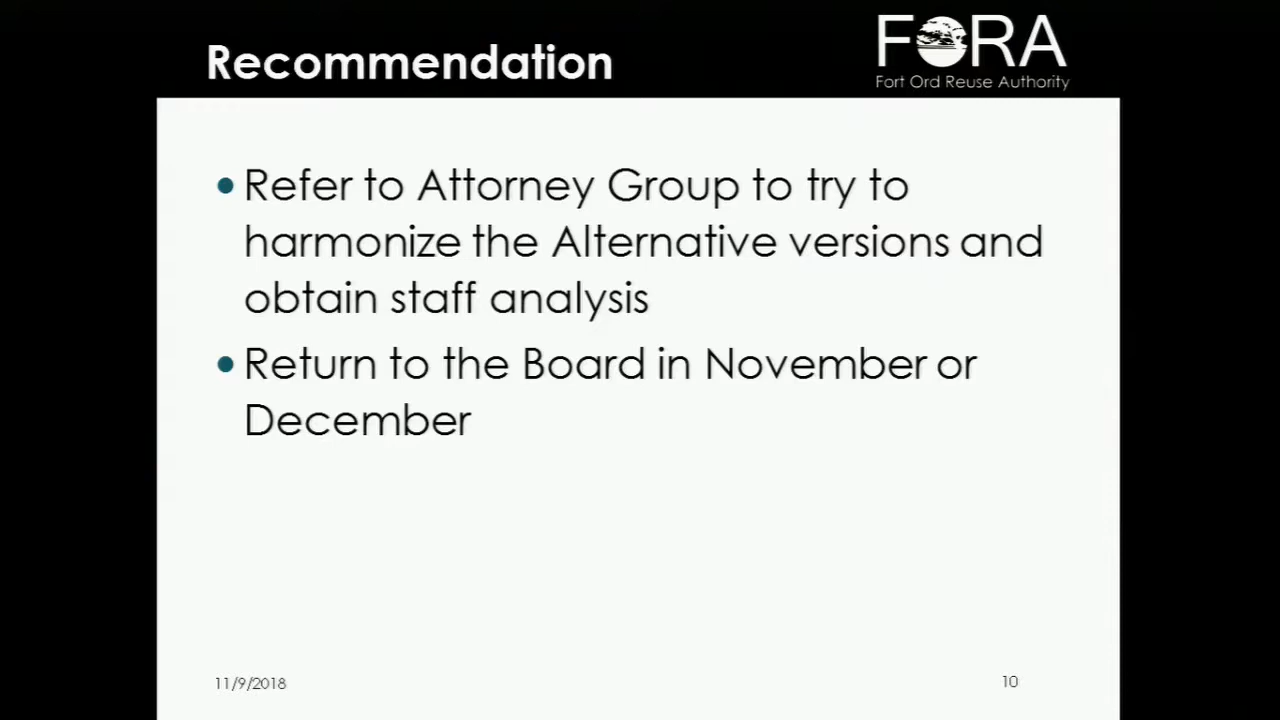 Recommendation
FORA
Fort Ord Reuse Authority
• Refer to Attorney Group to try to
harmonize the Alternative versions and
obtain staff analysis
• Return to the Board in November or
December
11/9/2018
10